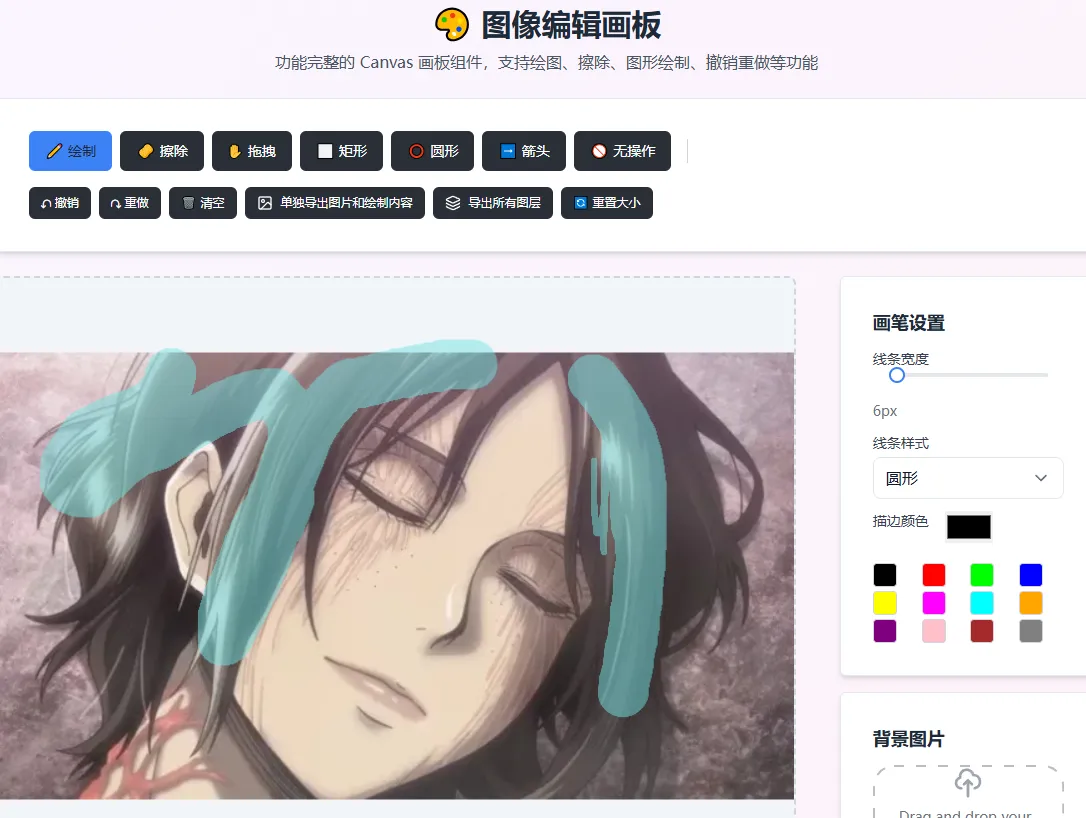 图像编辑画板
功能完整的 Canvas 画板组件，支持绘图、擦除、图形绘制、撤销重做等功能
绘制 擦除 拖拽 矩形 圆形 箭头 无操作
撤销 重做 清空 单独导出图片和绘制内容 导出所有图层 重置大小
画笔设置
线条宽度
6px
线条样式
圆形
描边颜色
背景图片
Drag and drop your